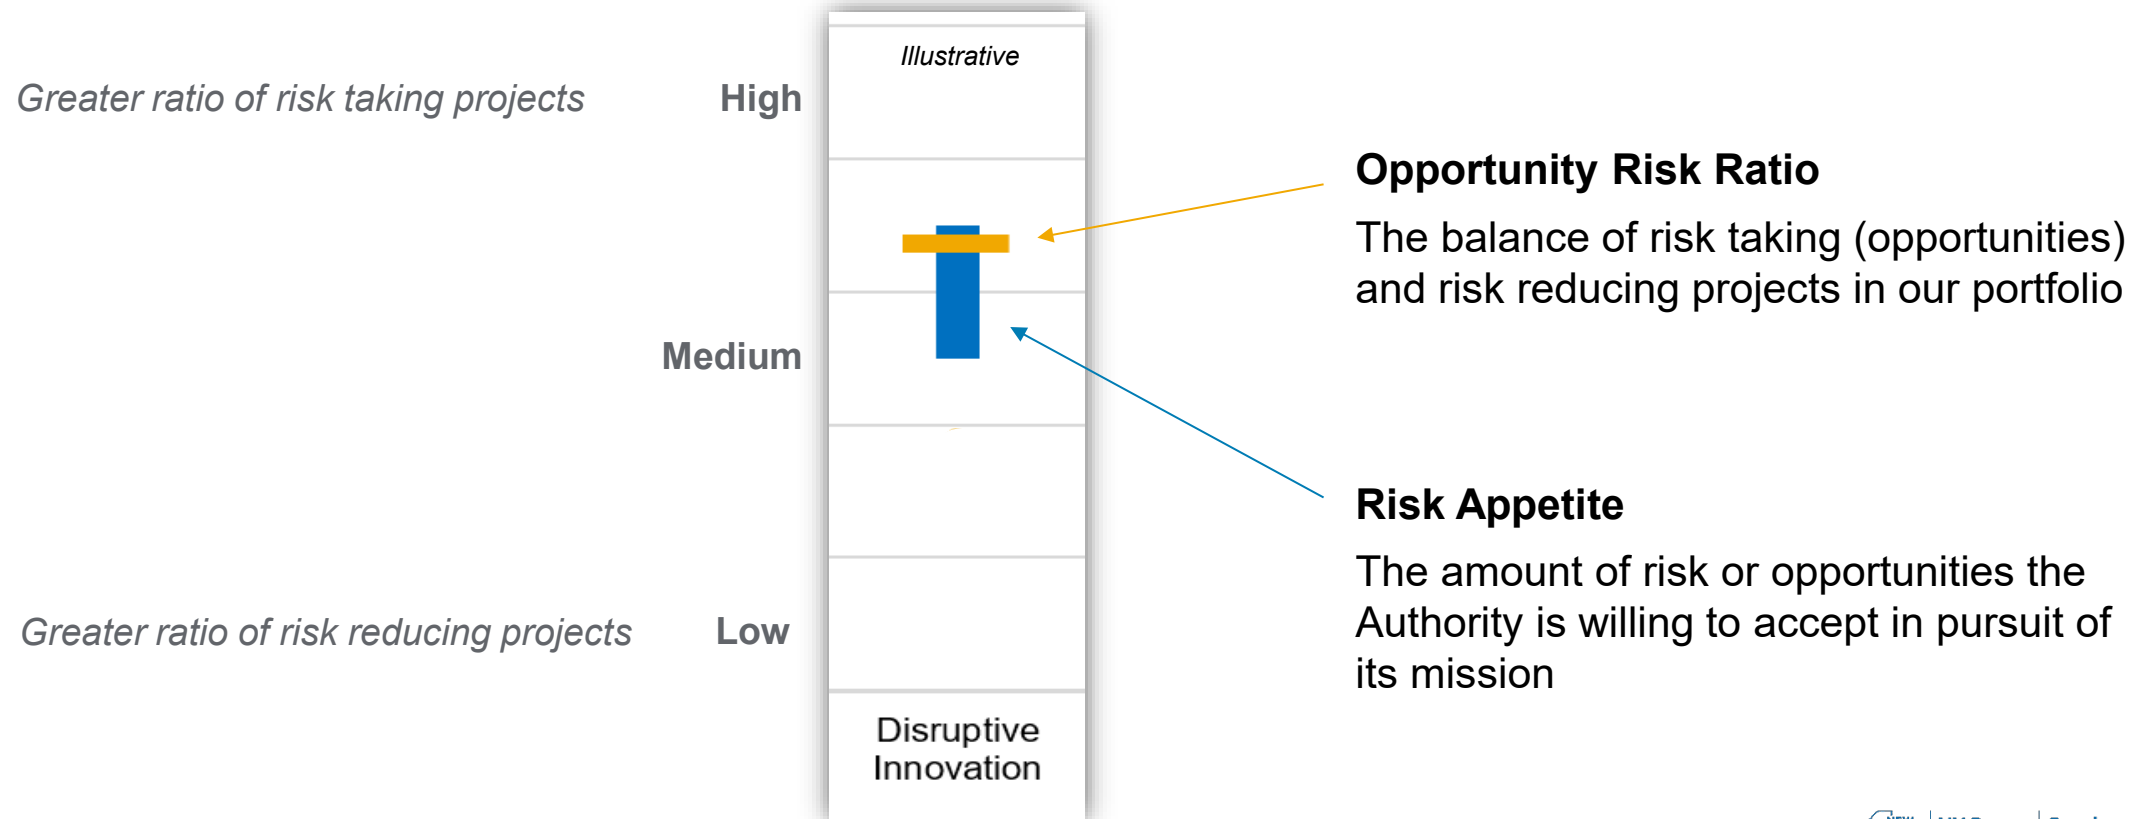 Illustrative
Greater ratio of risk taking projects
High
Opportunity Risk Ratio
The balance of risk taking (opportunities)
and risk reducing projects in our portfolio
Medium
Risk Appetite
The amount of risk or opportunities the
Authority is willing to accept in pursuit of
its mission
Greater ratio of risk reducing projects
Low
Disruptive
Innovation